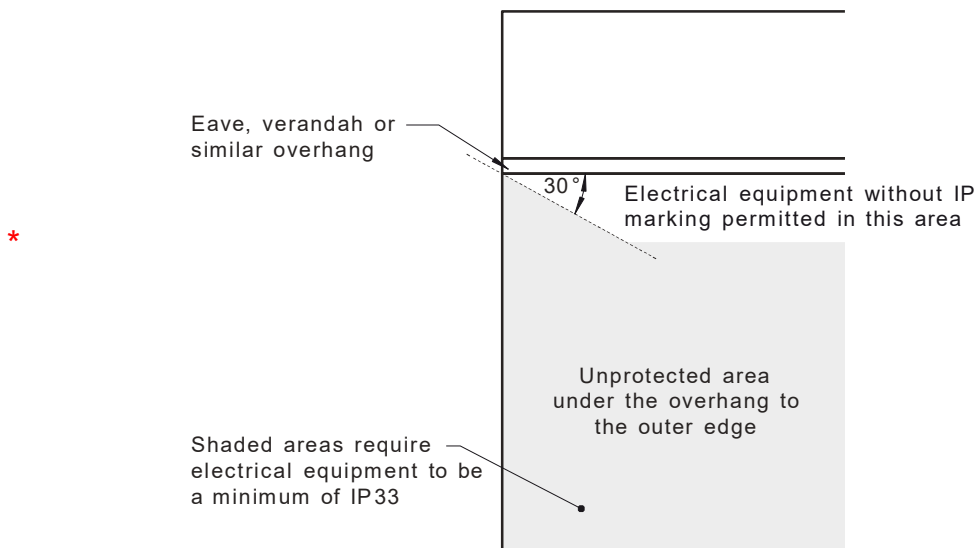 Eave, verandah or
similar overhang
30°
Electrical equipment without IP
marking permitted in this area
*
Unprotected area
under the overhang to
the outer edge
Shaded areas require
electrical equipment to be
a minimum of IP33